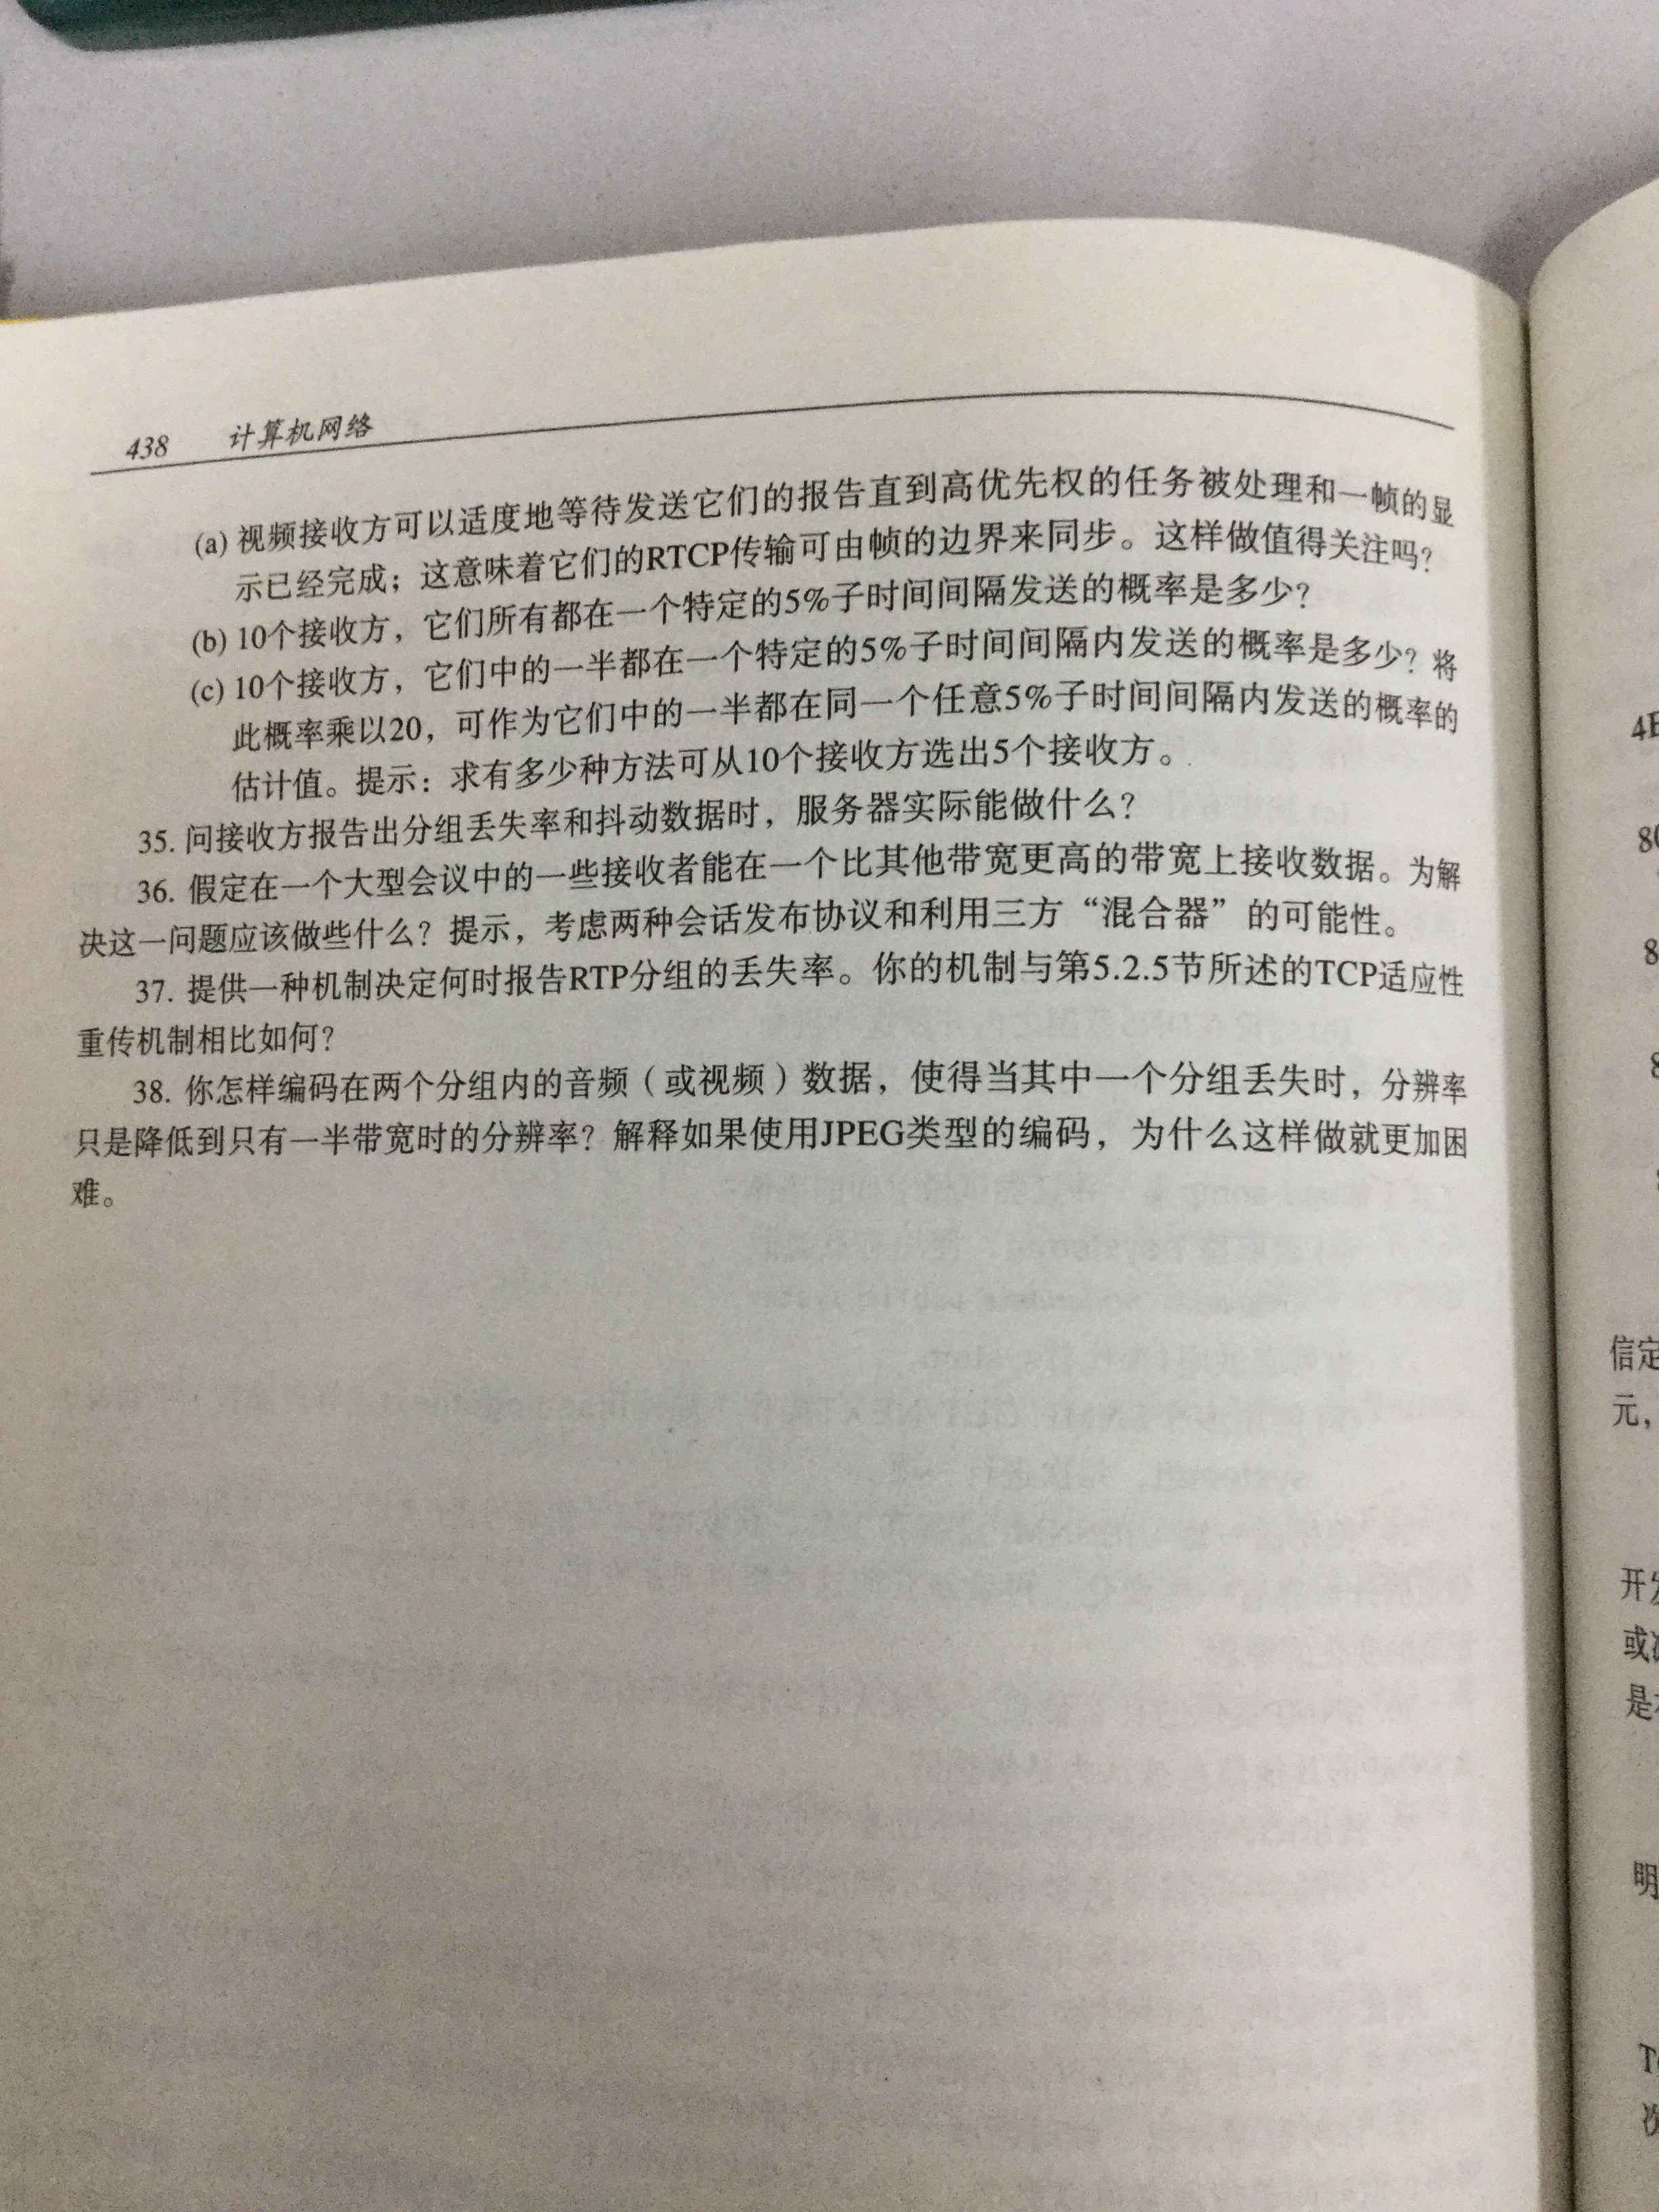 438 计算机网络
(a) 视频接收方可以适度地等待发送它们的报告直到高优先权的任务被处理和一帧的显
示已经完成；这意味着它们的RTCP传输可由帧的边界来同步。这样做值得关注吗？
(b) 10个接收方，它们所有都在一个特定的5%子时间间隔发送的概率是多少？
(c) 10个接收方，它们中的一半都在一个特定的5%子时间间隔内发送的概率是多少？将
此概率乘以20，可作为它们中的一半都在同一个任意5%子时间间隔内发送的概率的
估计值。提示：求有多少种方法可从10个接收方选出5个接收方。
35. 问接收方报告出分组丢失率和抖动数据时，服务器实际能做什么？
36. 假定在一个大型会议中的一些接收者能在一个比其他带宽更高的带宽上接收数据。为解
决这一问题应该做些什么？提示，考虑两种会话发布协议和利用三方“混合器”的可能性。
37. 提供一种机制决定何时报告RTP分组的丢失率。你的机制与第5.2.5节所述的TCP适应性
重传机制相比如何？
38. 你怎样编码在两个分组内的音频（或视频）数据，使得当其中一个分组丢失时，分辨率
只是降低到只有一半带宽时的分辨率？解释如果使用JPEG类型的编码，为什么这样做就更加困
难。
信定
元，
是
明